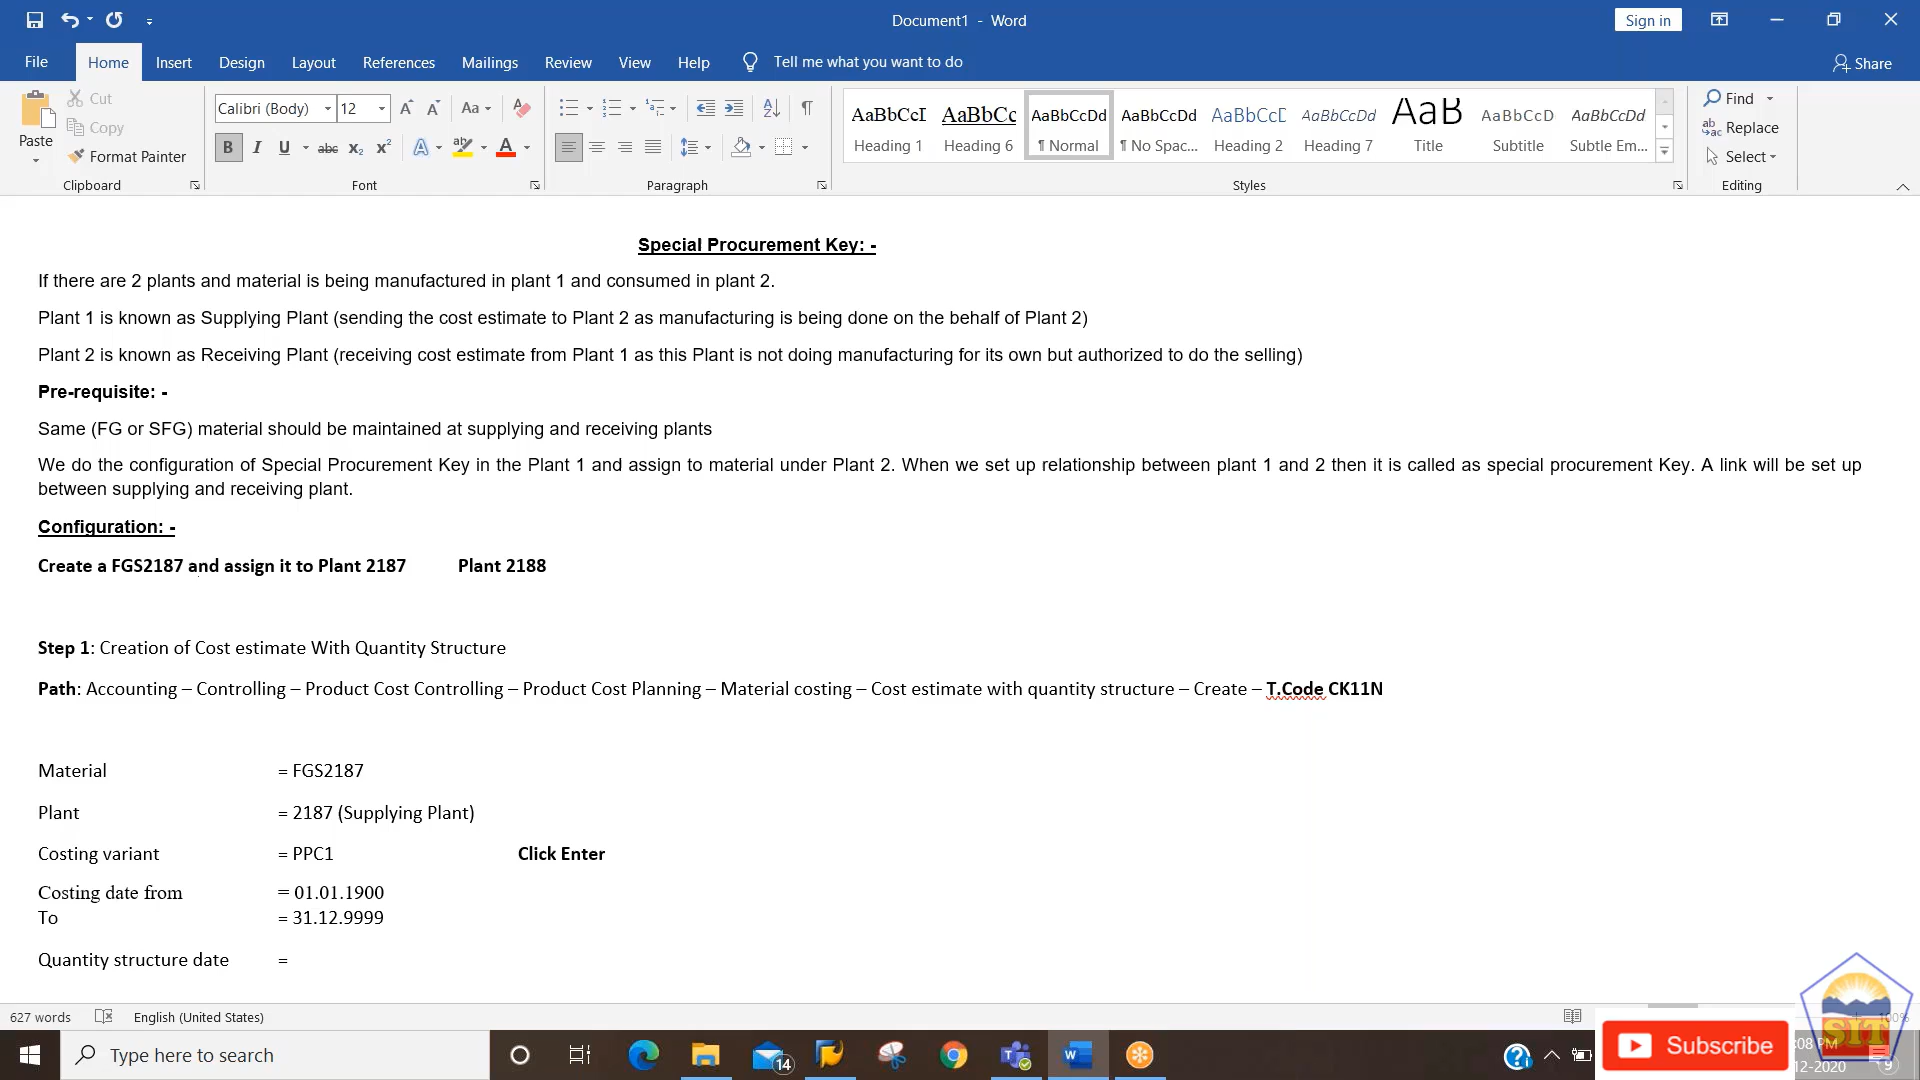 Document1 - Word
Sign in
File Home Insert Design Layout References Mailings Review View Help Tell me what you want to do Share
Paste Cut Copy Format Painter
Clipboard
Calibri (Body) 12
Font
Paragraph
AaBbCcI AaBbCc AaBbCcDd AaBbCcDd AaBbCcD AaBbCcDd AaB AaBbCcD AaBbCcDd
Heading 1 Heading 6 ¶ Normal ¶ No Spac... Heading 2 Heading 7 Title Subtitle Subtle Em...
Styles
Find
Replace
Select
Editing
Special Procurement Key: -
If there are 2 plants and material is being manufactured in plant 1 and consumed in plant 2.
Plant 1 is known as Supplying Plant (sending the cost estimate to Plant 2 as manufacturing is being done on the behalf of Plant 2)
Plant 2 is known as Receiving Plant (receiving cost estimate from Plant 1 as this Plant is not doing manufacturing for its own but authorized to do the selling)
Pre-requisite: -
Same (FG or SFG) material should be maintained at supplying and receiving plants
We do the configuration of Special Procurement Key in the Plant 1 and assign to material under Plant 2. When we set up relationship between plant 1 and 2 then it is called as special procurement Key. A link will be set up
between supplying and receiving plant.
Configuration: -
Create a FGS2187 and assign it to Plant 2187 Plant 2188
Step 1: Creation of Cost estimate With Quantity Structure
Path: Accounting – Controlling – Product Cost Controlling – Product Cost Planning – Material costing – Cost estimate with quantity structure – Create – T.Code CK11N
Material = FGS2187
Plant = 2187 (Supplying Plant)
Costing variant = PPC1 Click Enter
Costing date from = 01.01.1900
To = 31.12.9999
Quantity structure date =
627 words English (United States)
Type here to search
14
Subscribe
SIT
:08 PM
12-2020
9